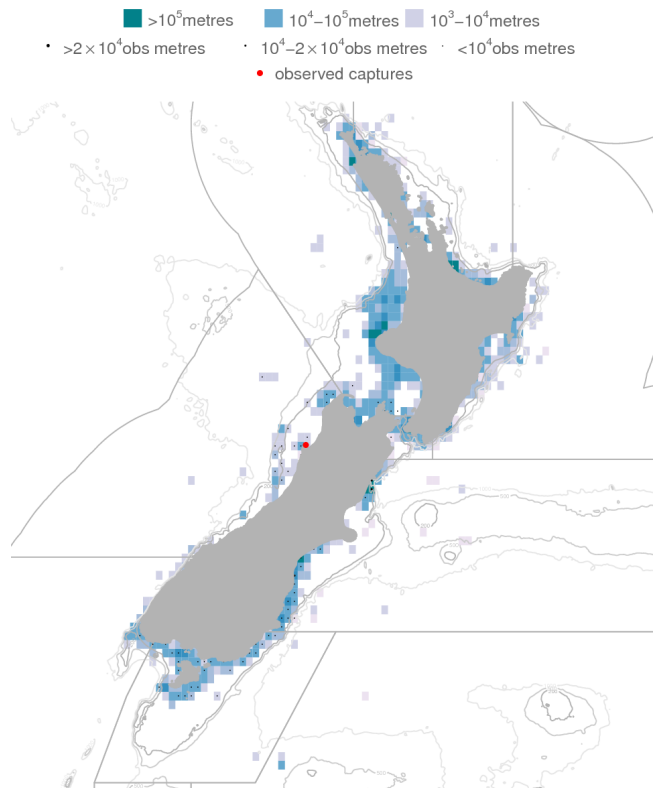 >10⁵metres 10⁴–10⁵metres 10³–10⁴metres
>2×10⁴obs metres 10⁴–2×10⁴obs metres <10⁴obs metres
observed captures